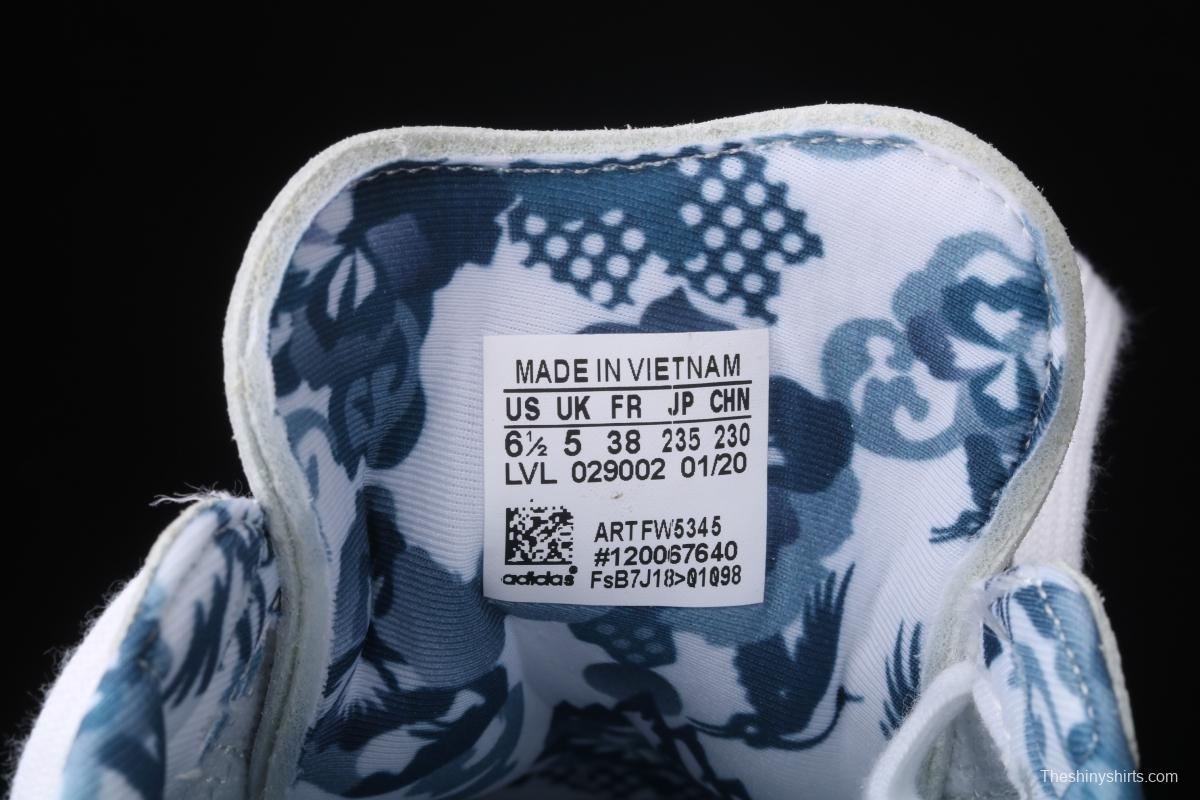 MADE IN VIETNAM
US UK FR JP CHN
6½ 5 38 235 230
LVL 029002 01/20
ART FW5345
#120067640
adidas® FsB7J18>01098
Theshinyshirts.com